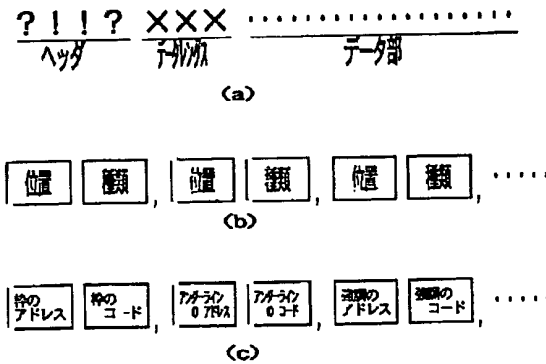 ?!!? ××× ····················
ヘッダ データレングス データ部
(a)
位置 種類, 位置 種類, 位置 種類, ·····
(b)
枠の アドレス 枠の コード, アンダーライン の アドレス アンダーライン の コード, 強調の アドレス 強調の コード, ·····
(c)